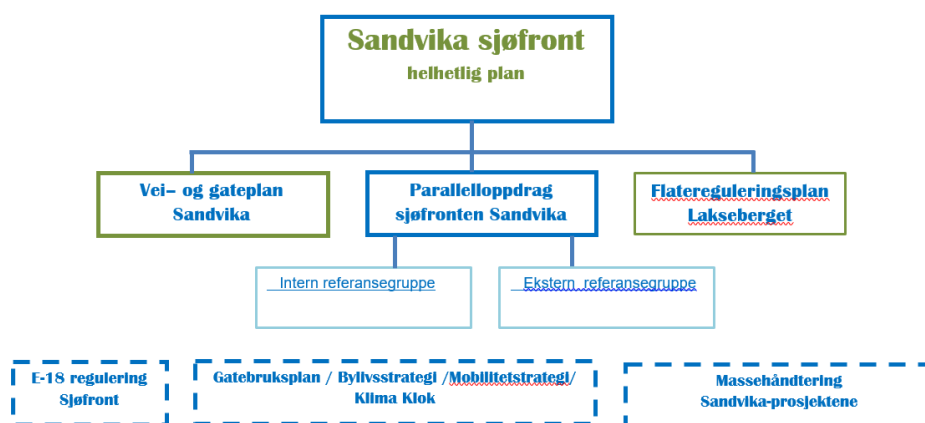 Sandvika sjøfront
helhetlig plan
Vei– og gateplan
Sandvika
Parallelloppdrag
sjøfronten Sandvika
Flatereguleringsplan
Lakseberget
Intern referansegruppe
Ekstern referansegruppe
E-18 regulering
Sjøfront
Gatebruksplan / Bylivsstrategi /Mobilitetstrategi/
Klima Klok
Massehåndtering
Sandvika-prosjektene